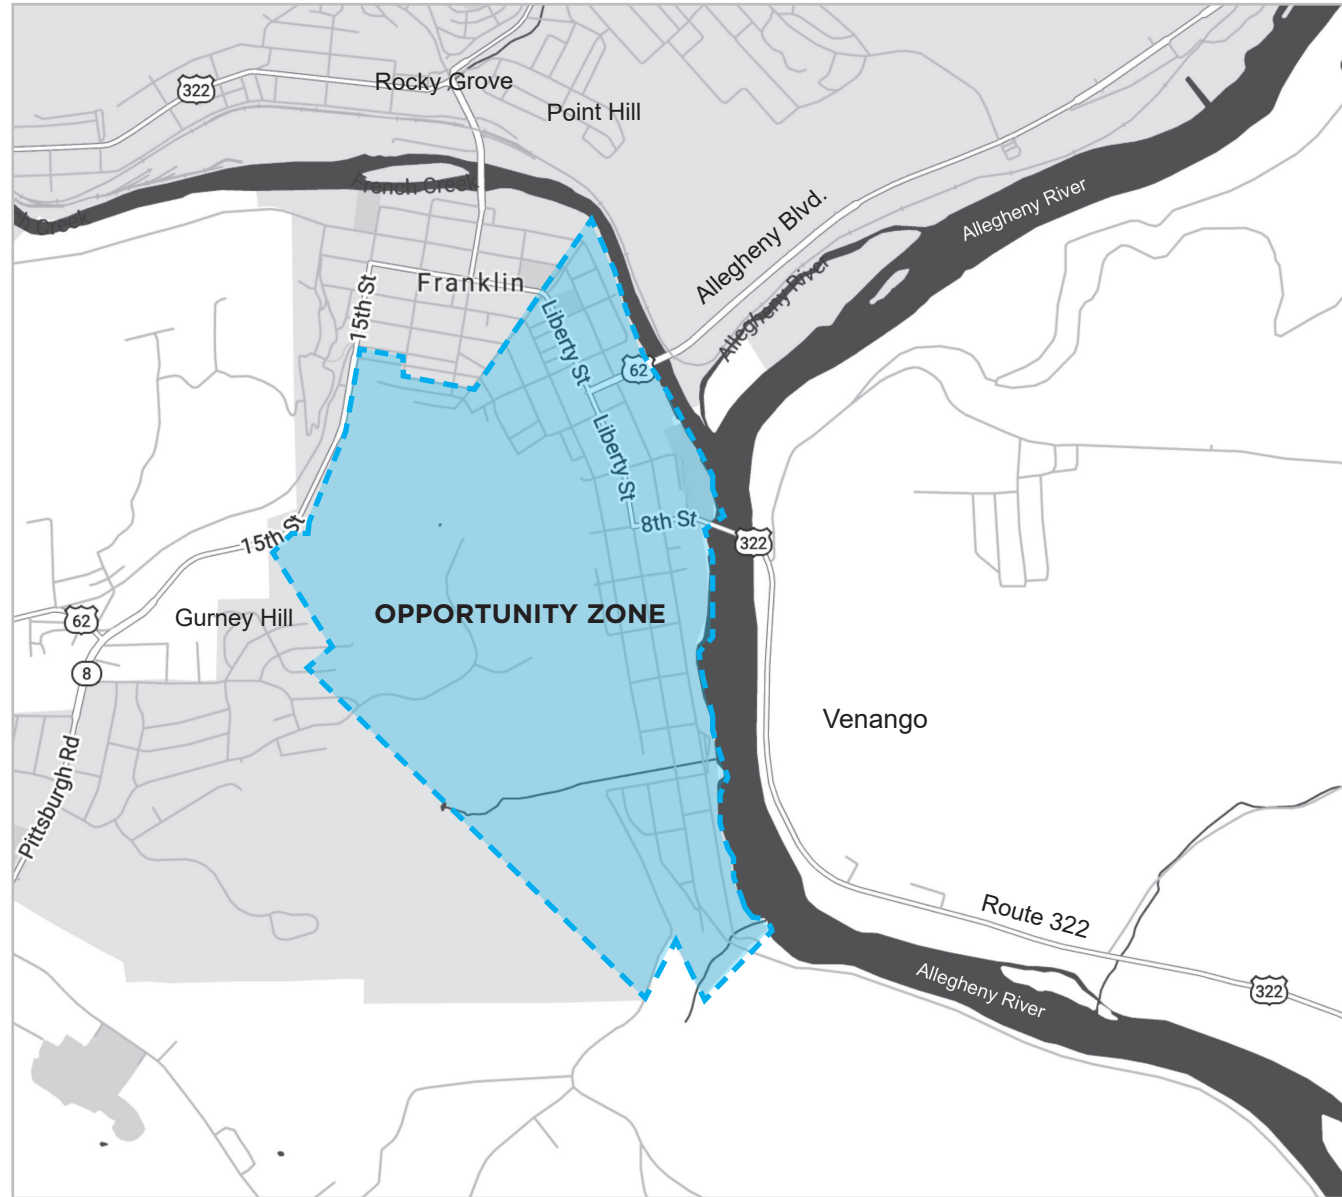 Rocky Grove
322
Point Hill
French Creek
ch Creek
Allegheny River
Allegheny Blvd.
Allegheny River
Franklin
15th St
Liberty St
62
Liberty St
8th St
322
15th St
OPPORTUNITY ZONE
Gurney Hill
62
8
Venango
Pittsburgh Rd
Route 322
Allegheny River
322